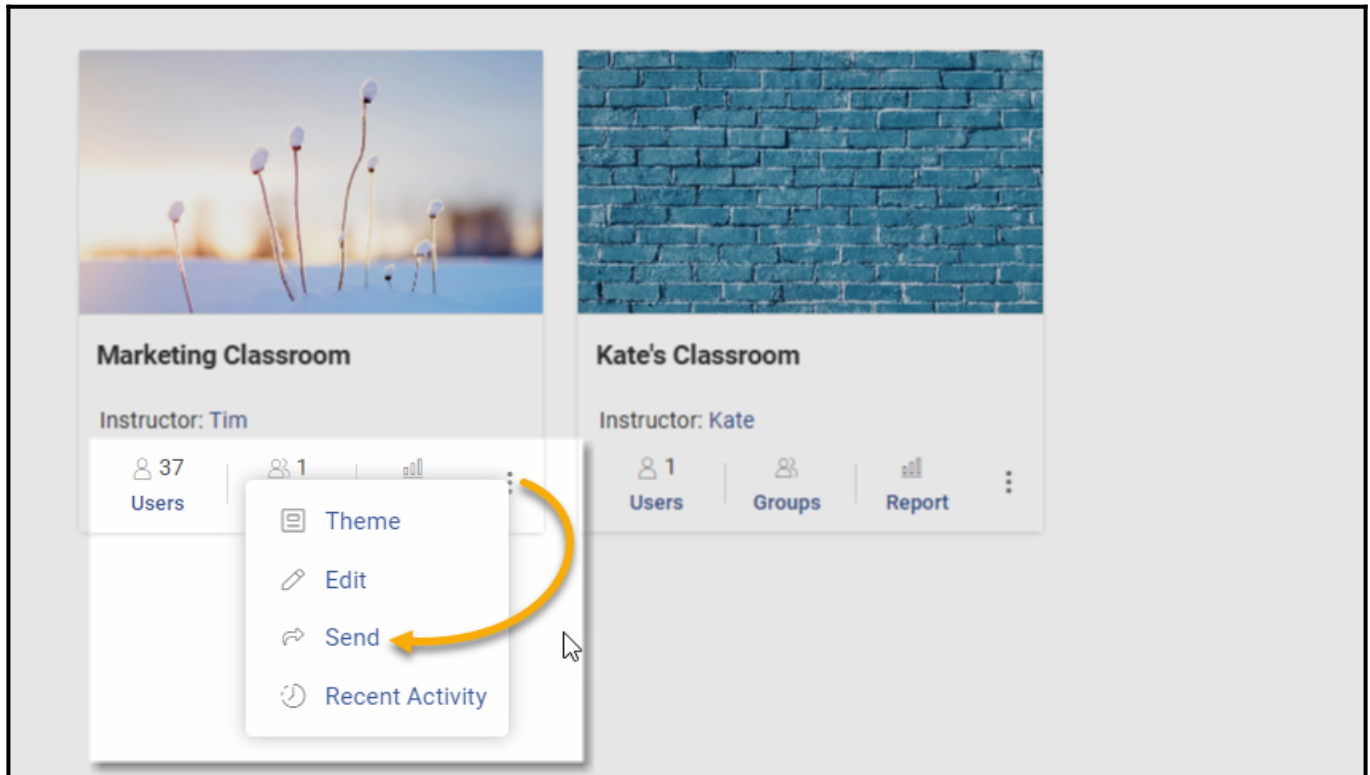 Marketing Classroom
Instructor: Tim
37
Users
1
Theme
Edit
Send
Recent Activity
Kate's Classroom
Instructor: Kate
1
Users
Groups
Report